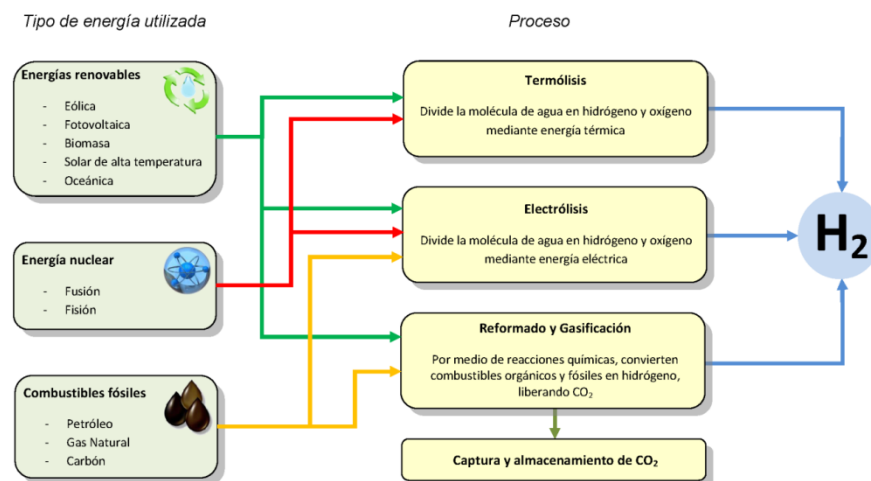 Tipo de energía utilizada
Proceso
Energías renovables
- Eólica
- Fotovoltaica
- Biomasa
- Solar de alta temperatura
- Oceánica
Energía nuclear
- Fusión
- Fisión
Combustibles fósiles
- Petróleo
- Gas Natural
- Carbón
Termólisis
Divide la molécula de agua en hidrógeno y oxígeno
mediante energía térmica
Electrólisis
Divide la molécula de agua en hidrógeno y oxígeno
mediante energía eléctrica
Reformado y Gasificación
Por medio de reacciones químicas, convierten
combustibles orgánicos y fósiles en hidrógeno,
liberando CO₂
Captura y almacenamiento de CO₂
H₂